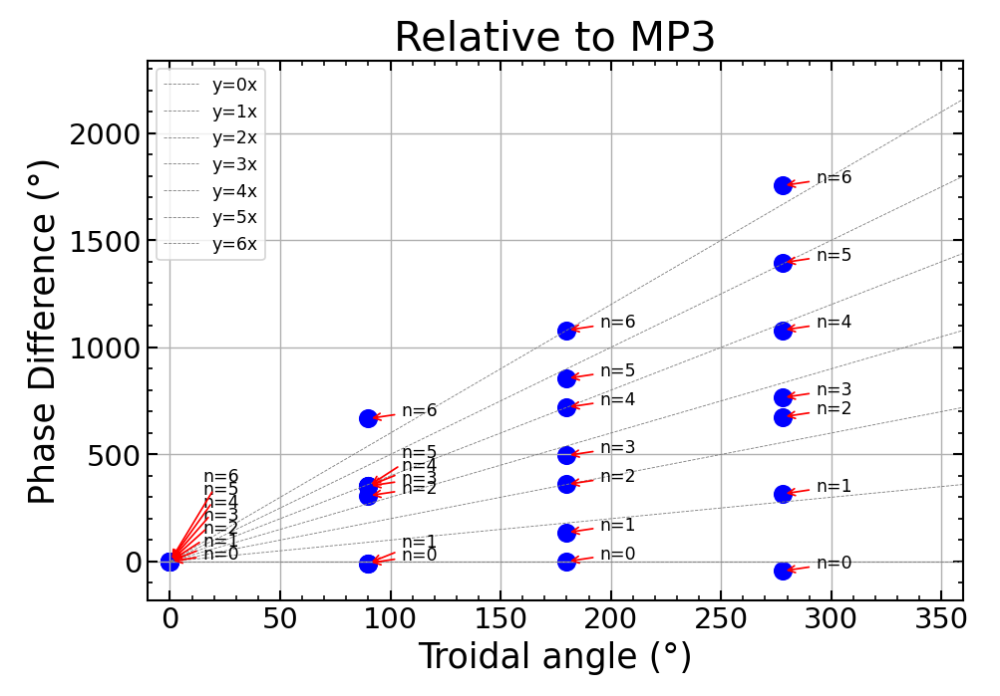 Relative to MP3
y=0x
y=1x
y=2x
y=3x
y=4x
y=5x
y=6x
Phase Difference (°)
2000
1500
1000
500
0
n=6
n=5
n=4
n=3
n=2
n=1
n=0
n=6
n=5
n=4
n=3
n=2
n=1
n=0
n=6
n=5
n=4
n=3
n=2
n=1
n=0
n=6
n=5
n=4
n=3
n=2
n=1
n=0
0 50 100 150 200 250 300 350
Troidal angle (°)